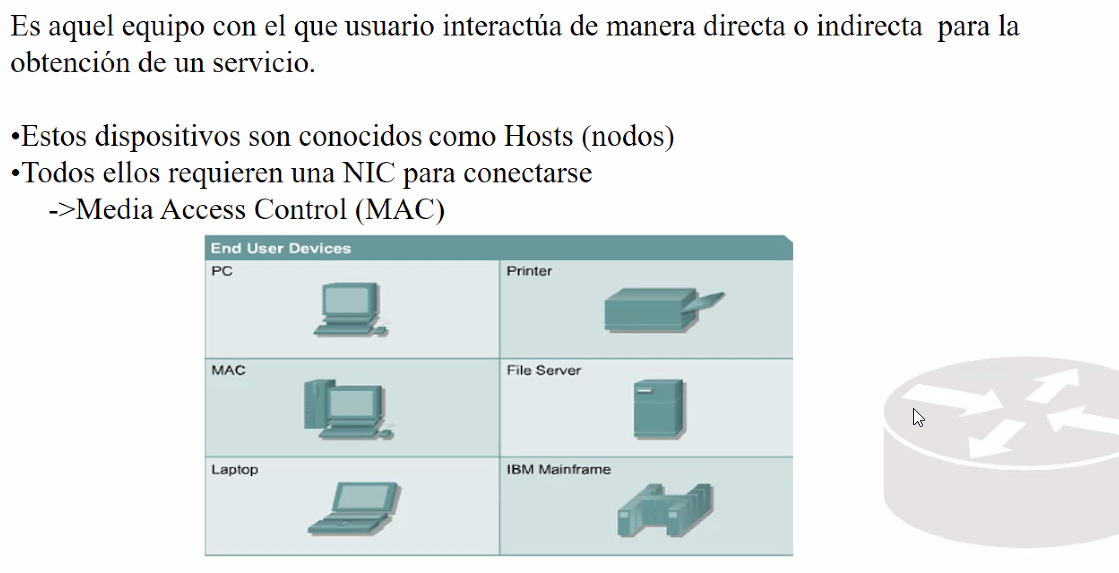 Es aquel equipo con el que usuario interactúa de manera directa o indirecta para la
obtención de un servicio.
•Estos dispositivos son conocidos como Hosts (nodos)
•Todos ellos requieren una NIC para conectarse
->Media Access Control (MAC)
End User Devices
PC
Printer
MAC
File Server
Laptop
IBM Mainframe